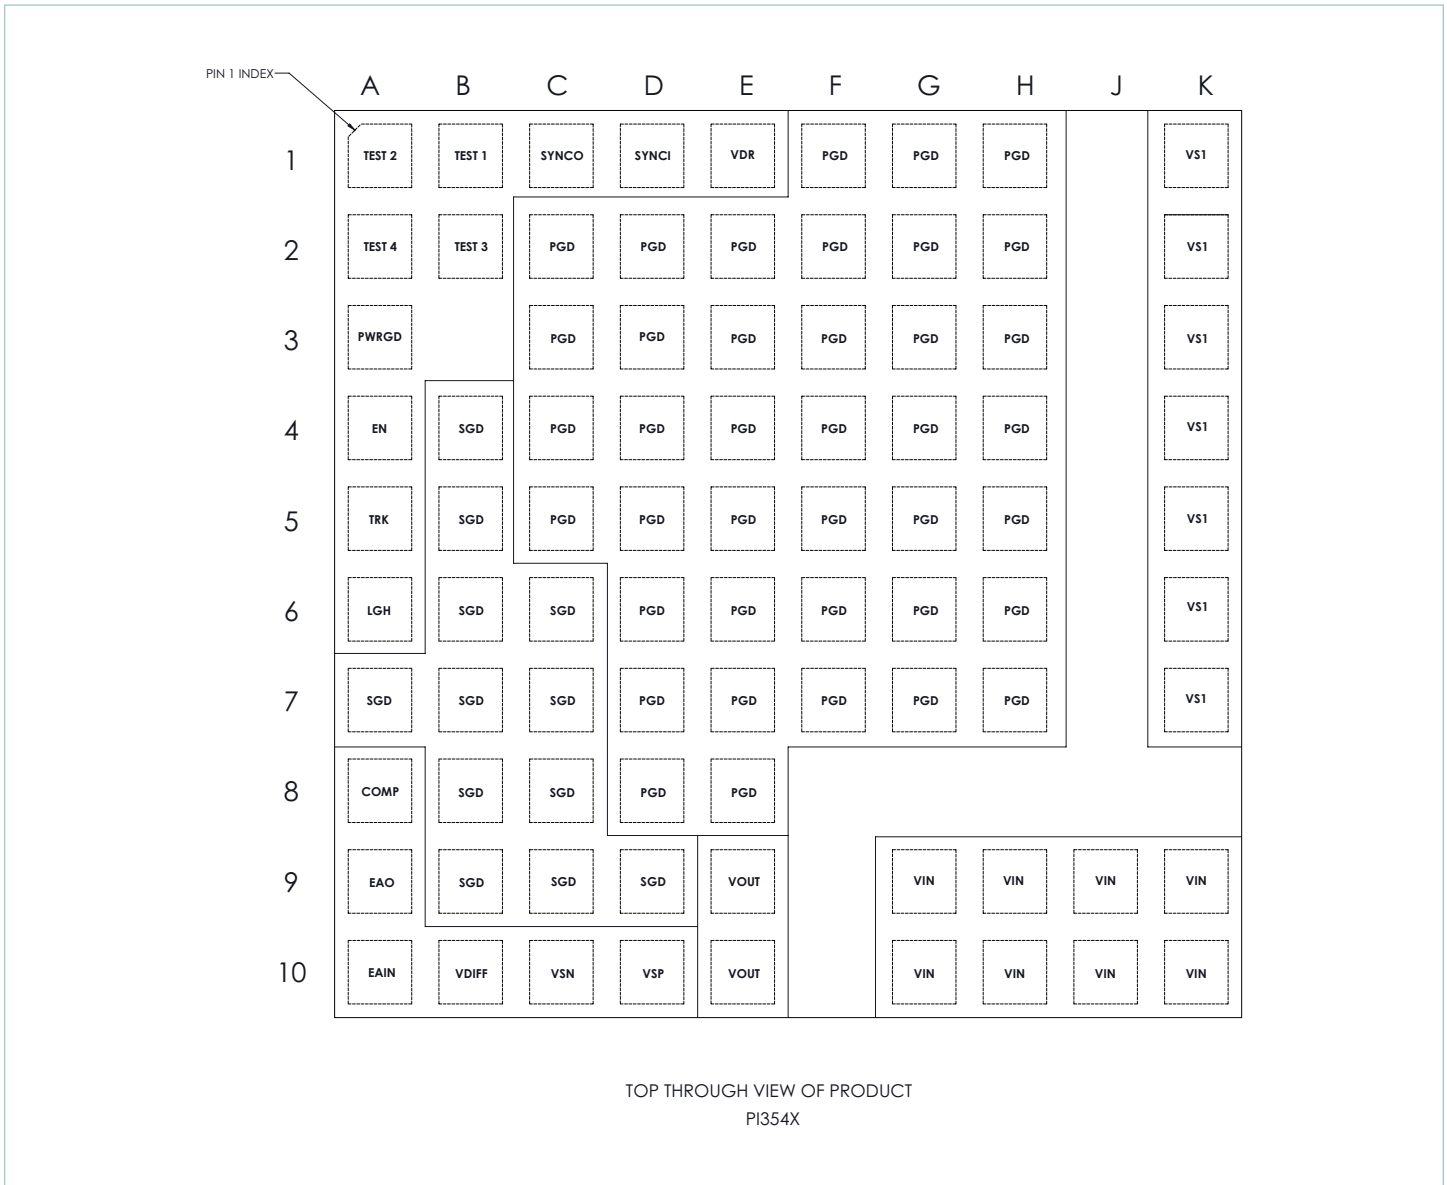 PIN 1 INDEX
A B C D E F G H J K
1 TEST 2 TEST 1 SYNCO SYNCI VDR PGD PGD PGD VS1
2 TEST 4 TEST 3 PGD PGD PGD PGD PGD PGD VS1
3 PWRGD PGD PGD PGD PGD PGD PGD VS1
4 EN SGD PGD PGD PGD PGD PGD PGD VS1
5 TRK SGD PGD PGD PGD PGD PGD PGD VS1
6 LGH SGD SGD PGD PGD PGD PGD PGD VS1
7 SGD SGD SGD PGD PGD PGD PGD PGD VS1
8 COMP SGD SGD PGD PGD
9 EAO SGD SGD SGD VOUT VIN VIN VIN VIN
10 EAIN VDIFF VSN VSP VOUT VIN VIN VIN VIN
TOP THROUGH VIEW OF PRODUCT
PI354X